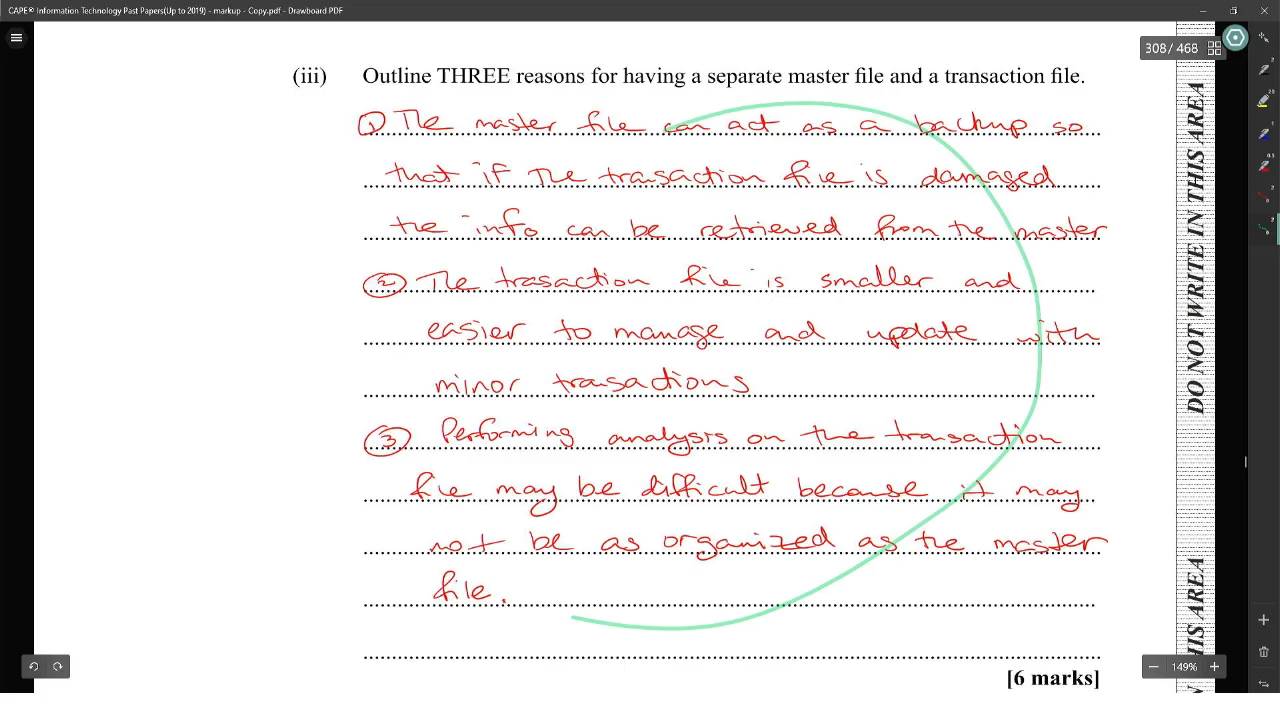 CAPE® Information Technology Past Papers(Up to 2019) - markup - Copy.pdf - Drawboard PDF
308/ 468
(iii) Outline THREE reasons for having a separate master file and a transaction file.
① The master file can act as a backup so
that if the transaction file is damaged
the info can be retrieved from the master
② The trasaction file is smaller and
easier to manage and update with
minor trasactions
③ Performing analysis on the transaction
file may be difficult because it may
not be as organized as the master
file.
[6 marks]
DO NOT WRITE IN THIS AREA
IS AREA
149%